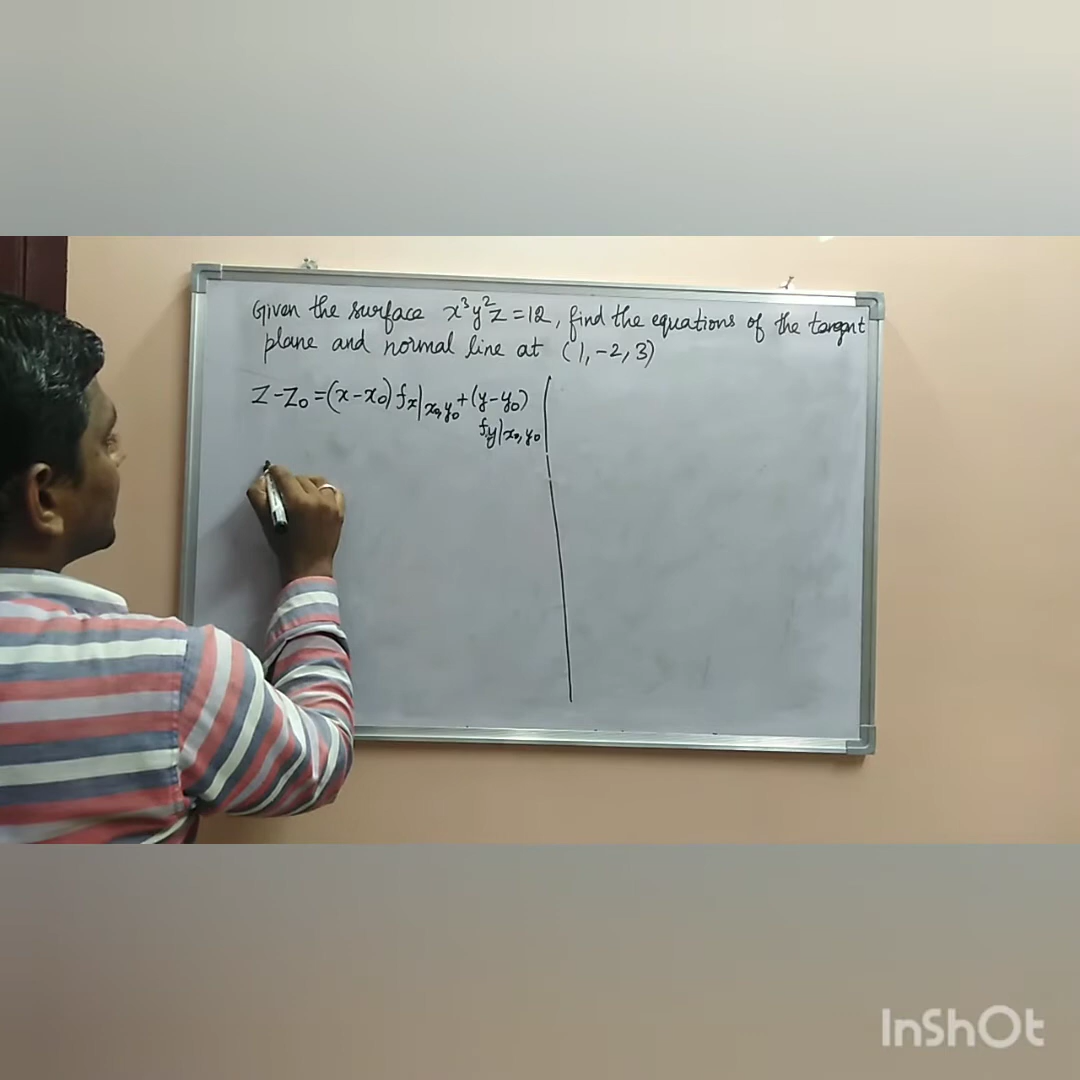 Given the surface x³y²z = 12, find the equations of the tangent
plane and normal line at (1, -2, 3)
z - z₀ = (x - x₀) fx|x₀, y₀ + (y - y₀)
fy|x₀, y₀
InShOt